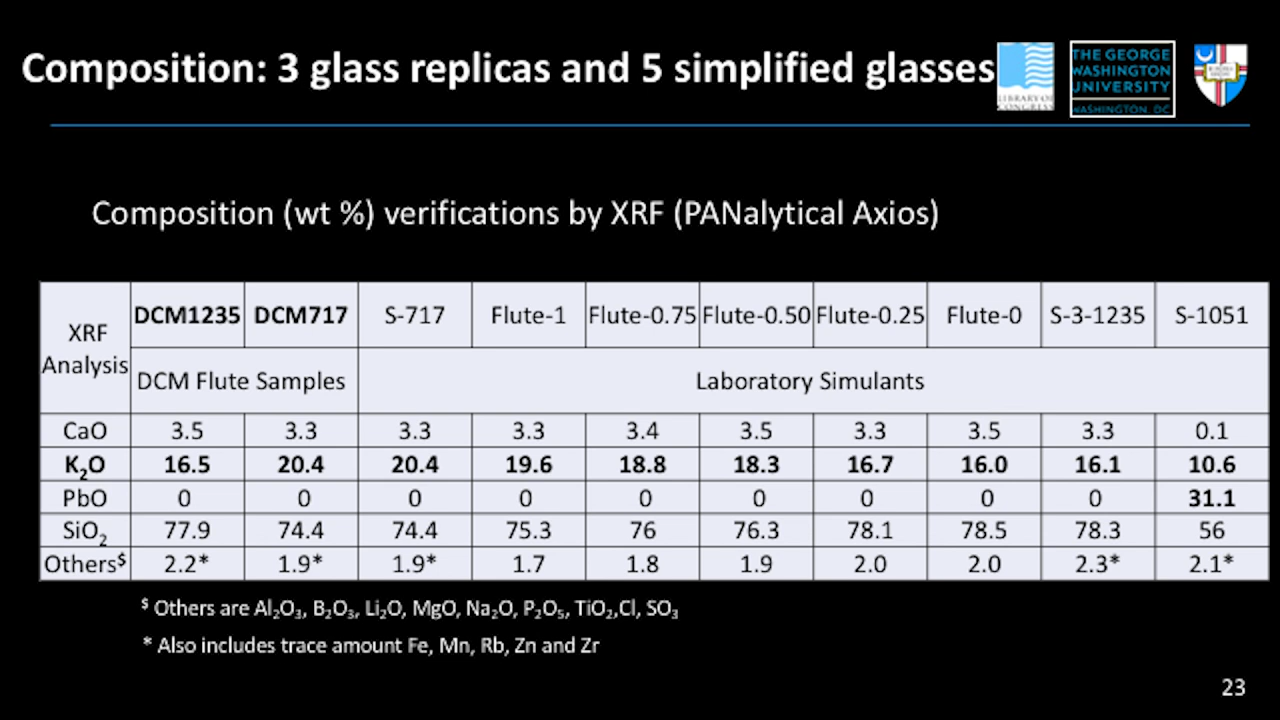 Composition: 3 glass replicas and 5 simplified glasses
LIBRARY OF
CONGRESS
THE GEORGE
WASHINGTON
UNIVERSITY
WASHINGTON, DC
Composition (wt %) verifications by XRF (PANalytical Axios)
XRF Analysis DCM1235 DCM717 S-717 Flute-1 Flute-0.75 Flute-0.50 Flute-0.25 Flute-0 S-3-1235 S-1051
DCM Flute Samples Laboratory Simulants
CaO 3.5 3.3 3.3 3.3 3.4 3.5 3.3 3.5 3.3 0.1
K₂O 16.5 20.4 20.4 19.6 18.8 18.3 16.7 16.0 16.1 10.6
PbO 0 0 0 0 0 0 0 0 0 31.1
SiO₂ 77.9 74.4 74.4 75.3 76 76.3 78.1 78.5 78.3 56
Others$ 2.2* 1.9* 1.9* 1.7 1.8 1.9 2.0 2.0 2.3* 2.1*
$ Others are Al₂O₃, B₂O₃, Li₂O, MgO, Na₂O, P₂O₅, TiO₂,Cl, SO₃
* Also includes trace amount Fe, Mn, Rb, Zn and Zr
23